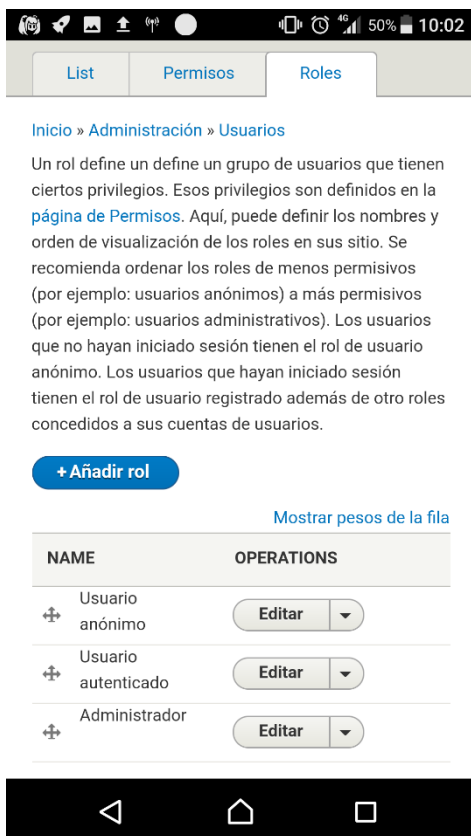 4G 50% 10:02
List Permisos Roles
Inicio » Administración » Usuarios
Un rol define un define un grupo de usuarios que tienen
ciertos privilegios. Esos privilegios son definidos en la
página de Permisos. Aquí, puede definir los nombres y
orden de visualización de los roles en sus sitio. Se
recomienda ordenar los roles de menos permisivos
(por ejemplo: usuarios anónimos) a más permisivos
(por ejemplo: usuarios administrativos). Los usuarios
que no hayan iniciado sesión tienen el rol de usuario
anónimo. Los usuarios que hayan iniciado sesión
tienen el rol de usuario registrado además de otro roles
concedidos a sus cuentas de usuarios.
+ Añadir rol
Mostrar pesos de la fila
NAME OPERATIONS
Usuario
anónimo
Editar
Usuario
autenticado
Editar
Administrador
Editar